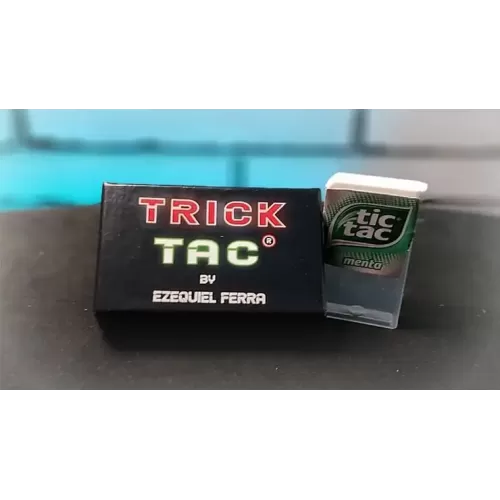 TRICK
TAC®
BY
EZEQUIEL FERRA
tic
tac
menta